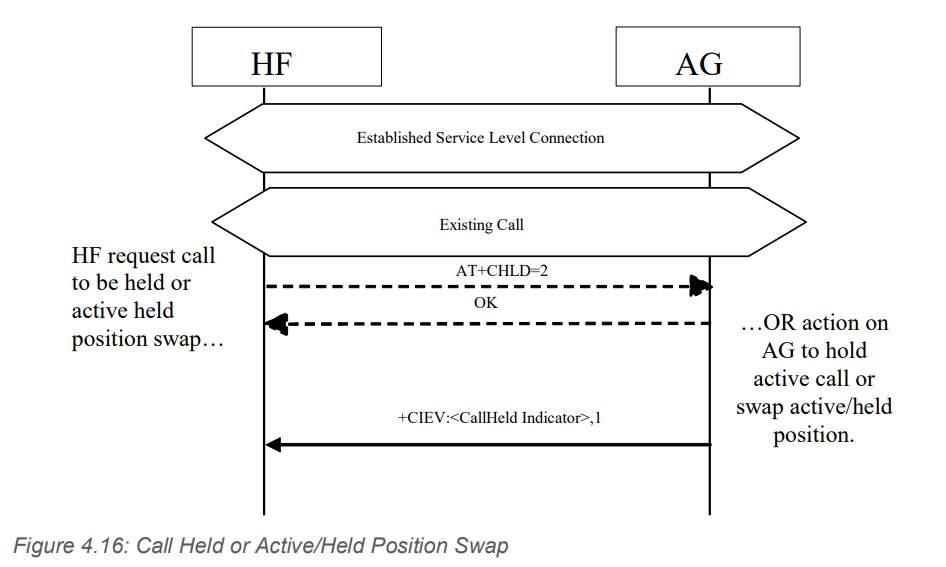 HF
AG
Established Service Level Connection
Existing Call
HF request call
to be held or
active held
position swap…
AT+CHLD=2
OK
…OR action on
AG to hold
active call or
swap active/held
position.
+CIEV:<CallHeld Indicator>,1
Figure 4.16: Call Held or Active/Held Position Swap